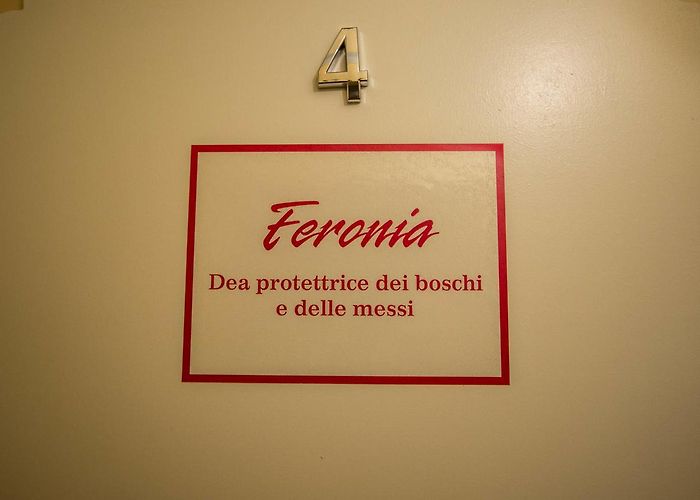 4
Feronia
Dea protettrice dei boschi
e delle messi